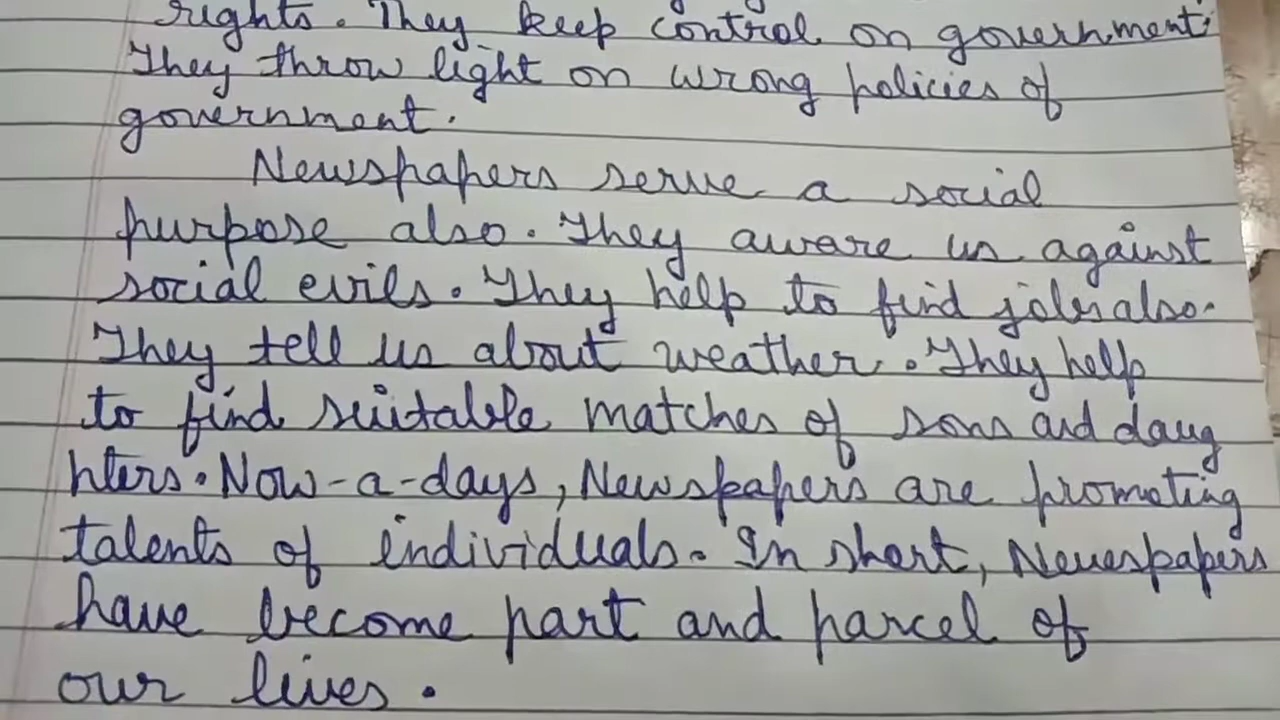 rights. They keep control on government.
They throw light on wrong policies of
government.
Newspapers serve a social
purpose also. They aware us against
social evils. They help to find jobs also.
They tell us about weather. They help
to find suitable matches of sons and daug
hters. Now-a-days, Newspapers are promoting
talents of individuals. In short, Newspapers
have become part and parcel of
our lives.